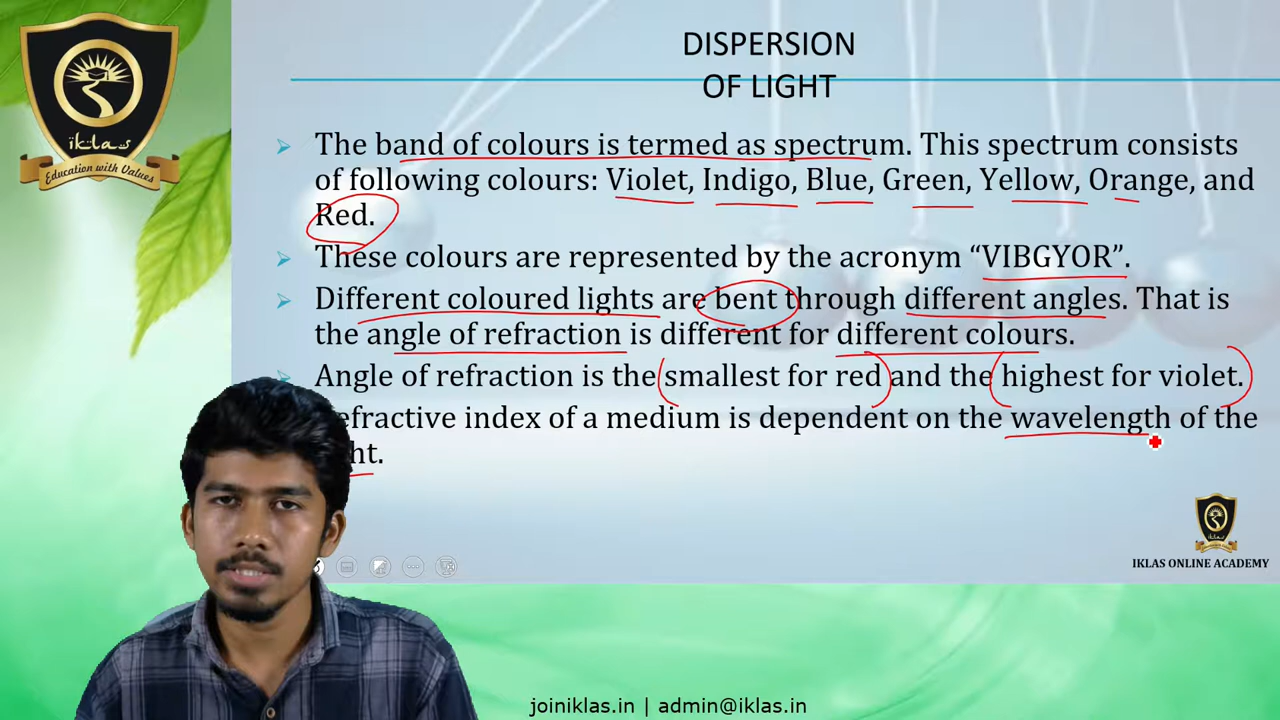 DISPERSION
OF LIGHT
iklas
Education with Values
The band of colours is termed as spectrum. This spectrum consists
of following colours: Violet, Indigo, Blue, Green, Yellow, Orange, and
Red.
These colours are represented by the acronym “VIBGYOR”.
Different coloured lights are bent through different angles. That is
the angle of refraction is different for different colours.
Angle of refraction is the smallest for red and the highest for violet.
efractive index of a medium is dependent on the wavelength of the
ht.
IKLAS ONLINE ACADEMY
joiniklas.in | admin@iklas.in